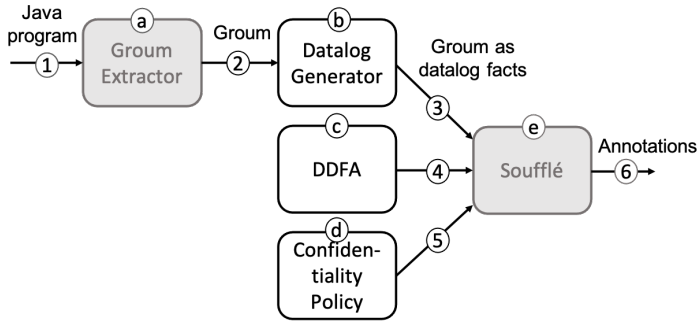 Java
program
1
a
Groum
Extractor
Groum
2
b
Datalog
Generator
Groum as
datalog facts
3
c
DDFA
4
d
Confiden-
tiality
Policy
5
e
Soufflé
Annotations
6